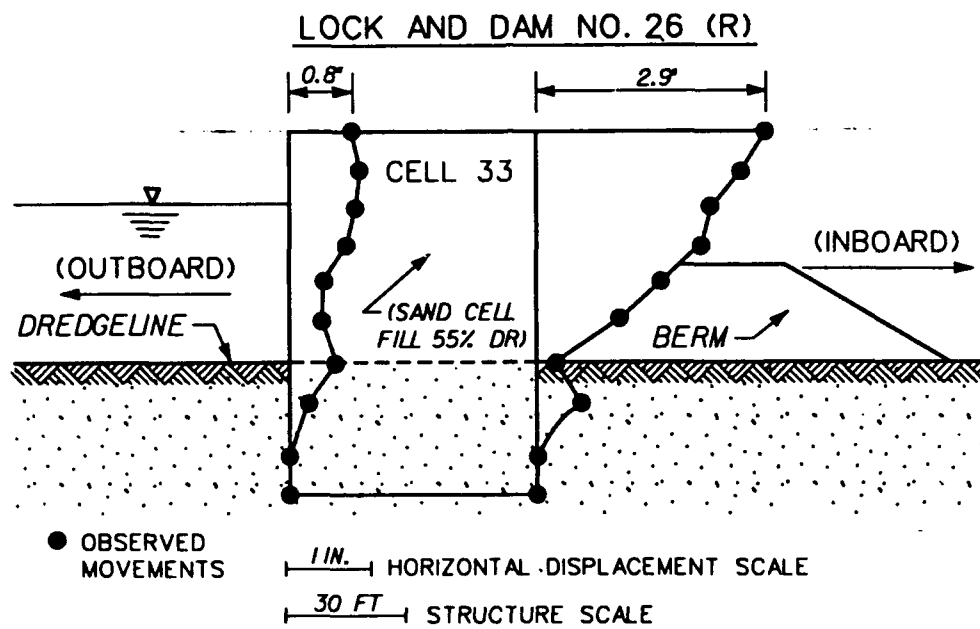 LOCK AND DAM NO. 26 (R)
0.8"
2.9"
CELL 33
(OUTBOARD)
(INBOARD)
(SAND CELL
FILL 55% DR)
DREDGELINE
BERM
OBSERVED
MOVEMENTS
1 IN. HORIZONTAL DISPLACEMENT SCALE
30 FT STRUCTURE SCALE